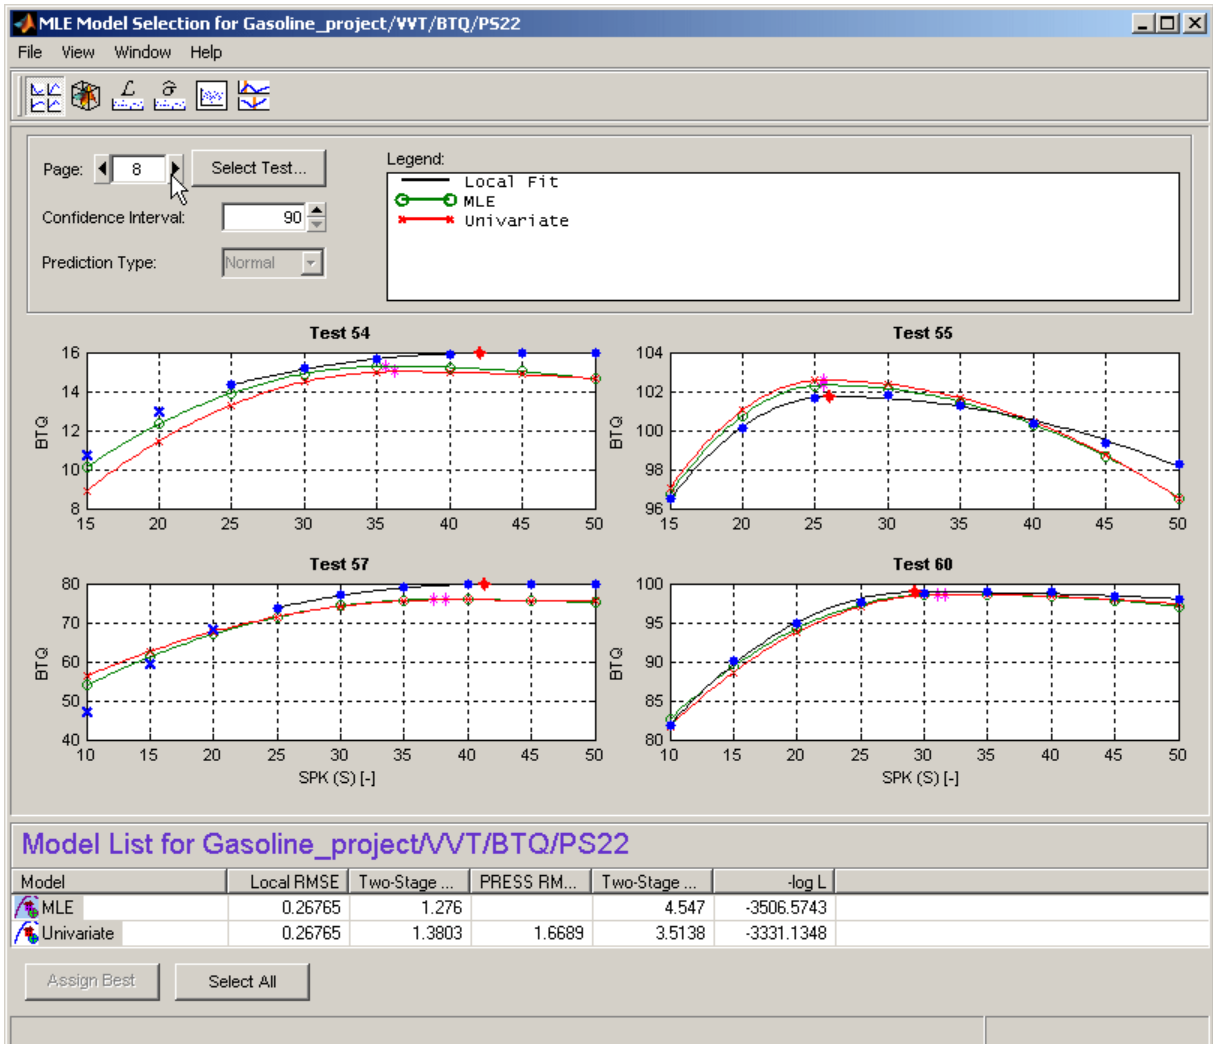 MLE Model Selection for Gasoline_project/VVT/BTQ/PS22
File View Window Help
Page: 8 Select Test...
Confidence Interval: 90
Prediction Type: Normal
Legend:
Local Fit
MLE
Univariate
Test 54
BTQ
16
14
12
10
8
15 20 25 30 35 40 45 50
Test 55
BTQ
104
102
100
98
96
15 20 25 30 35 40 45 50
Test 57
BTQ
80
70
60
50
40
10 15 20 25 30 35 40 45 50
SPK (S) [-]
Test 60
BTQ
100
95
90
85
80
10 15 20 25 30 35 40 45 50
SPK (S) [-]
Model List for Gasoline_project/VVT/BTQ/PS22
Model Local RMSE Two-Stage ... PRESS RM... Two-Stage ... -log L
MLE 0.26765 1.276 4.547 -3506.5743
Univariate 0.26765 1.3803 1.6689 3.5138 -3331.1348
Assign Best Select All